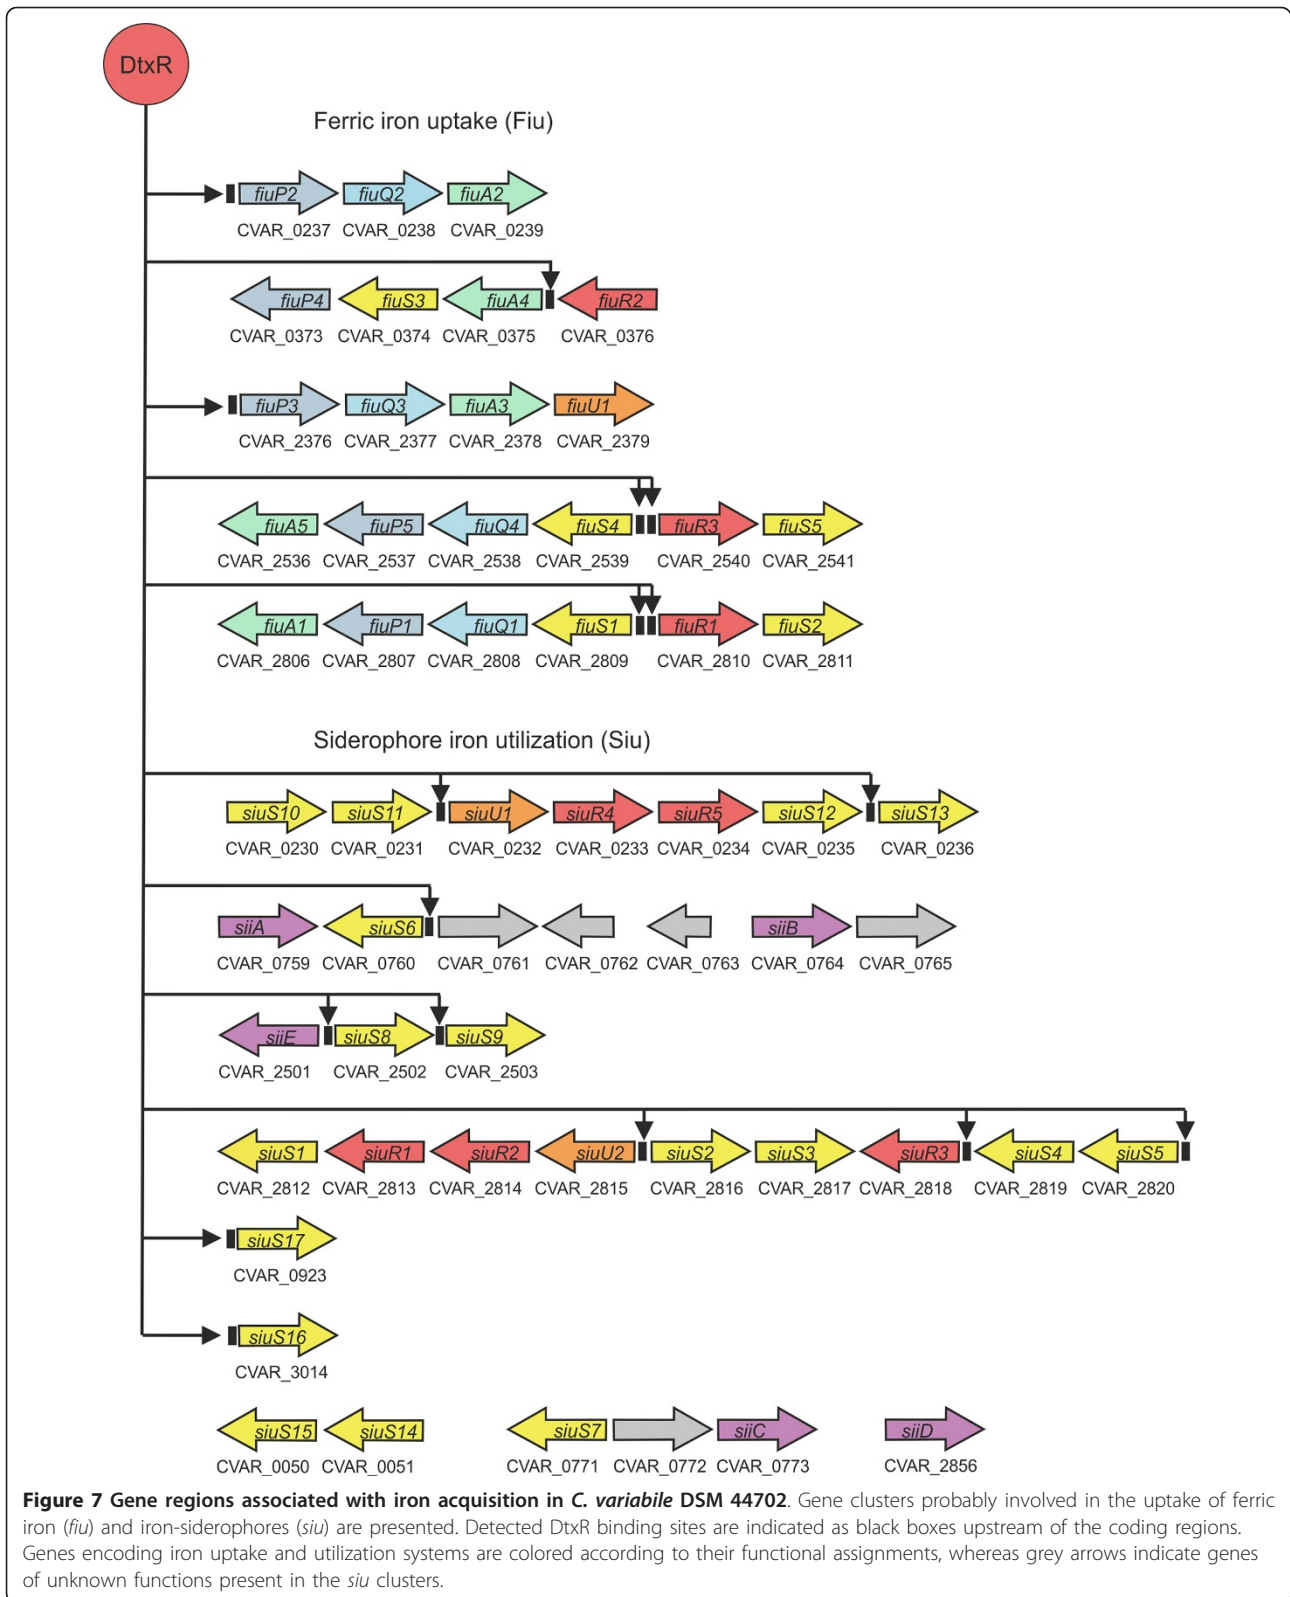 DtxR
Ferric iron uptake (Fiu)
fiuP2 fiuQ2 fiuA2
CVAR_0237 CVAR_0238 CVAR_0239
fiuP4 fiuS3 fiuA4 fiuR2
CVAR_0373 CVAR_0374 CVAR_0375 CVAR_0376
fiuP3 fiuQ3 fiuA3 fiuU1
CVAR_2376 CVAR_2377 CVAR_2378 CVAR_2379
fiuA5 fiuP5 fiuQ4 fiuS4 fiuR3 fiuS5
CVAR_2536 CVAR_2537 CVAR_2538 CVAR_2539 CVAR_2540 CVAR_2541
fiuA1 fiuP1 fiuQ1 fiuS1 fiuR1 fiuS2
CVAR_2806 CVAR_2807 CVAR_2808 CVAR_2809 CVAR_2810 CVAR_2811
Siderophore iron utilization (Siu)
siuS10 siuS11 siuU1 siuR4 siuR5 siuS12 siuS13
CVAR_0230 CVAR_0231 CVAR_0232 CVAR_0233 CVAR_0234 CVAR_0235 CVAR_0236
siiA siuS6 siiB
CVAR_0759 CVAR_0760 CVAR_0761 CVAR_0762 CVAR_0763 CVAR_0764 CVAR_0765
siiE siuS8 siuS9
CVAR_2501 CVAR_2502 CVAR_2503
siuS1 siuR1 siuR2 siuU2 siuS2 siuS3 siuR3 siuS4 siuS5
CVAR_2812 CVAR_2813 CVAR_2814 CVAR_2815 CVAR_2816 CVAR_2817 CVAR_2818 CVAR_2819 CVAR_2820
siuS17
CVAR_0923
siuS16
CVAR_3014
siuS15 siuS14 siuS7 siiC siiD
CVAR_0050 CVAR_0051 CVAR_0771 CVAR_0772 CVAR_0773 CVAR_2856
Figure 7 Gene regions associated with iron acquisition in C. variabile DSM 44702. Gene clusters probably involved in the uptake of ferric
iron (fiu) and iron-siderophores (siu) are presented. Detected DtxR binding sites are indicated as black boxes upstream of the coding regions.
Genes encoding iron uptake and utilization systems are colored according to their functional assignments, whereas grey arrows indicate genes
of unknown functions present in the siu clusters.